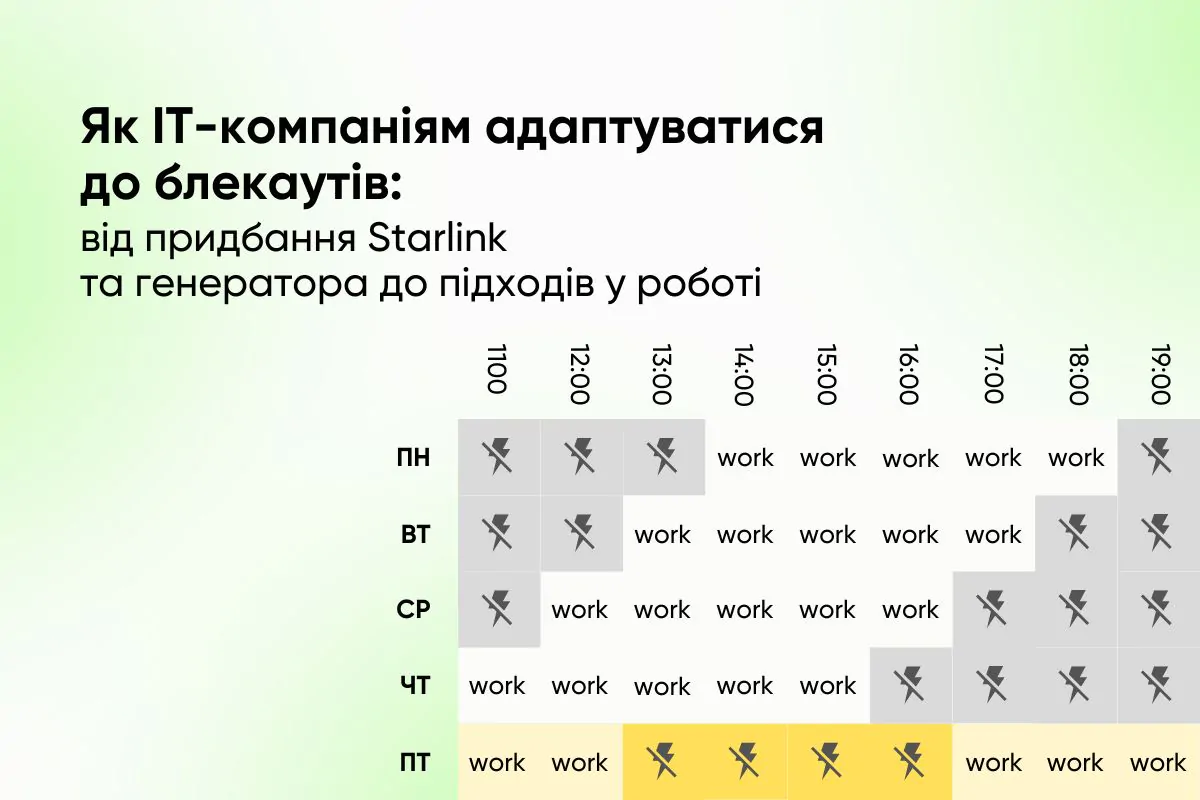 Як ІТ-компаніям адаптуватися
до блекаутів:
від придбання Starlink
та генератора до підходів у роботі
1100 12:00 13:00 14:00 15:00 16:00 17:00 18:00 19:00
ПН work work work work work
ВТ work work work work work
СР work work work work work
ЧТ work work work work work
ПТ work work work work work